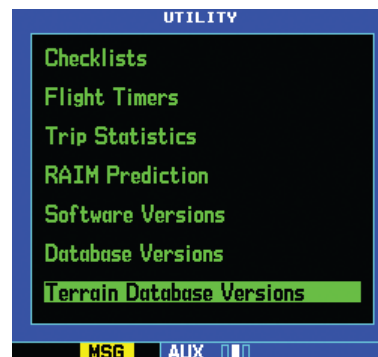 UTILITY
Checklists
Flight Timers
Trip Statistics
RAIM Prediction
Software Versions
Database Versions
Terrain Database Versions
MSG AUX